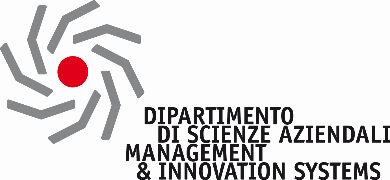 DIPARTIMENTO
DI SCIENZE AZIENDALI
MANAGEMENT
& INNOVATION SYSTEMS